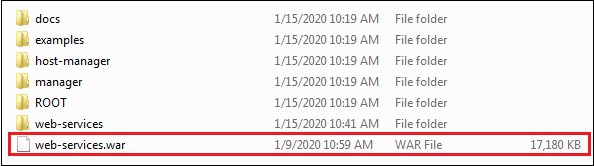 docs 1/15/2020 10:19 AM File folder
examples 1/15/2020 10:19 AM File folder
host-manager 1/15/2020 10:19 AM File folder
manager 1/15/2020 10:19 AM File folder
ROOT 1/15/2020 10:19 AM File folder
web-services 1/15/2020 10:41 AM File folder
web-services.war 1/9/2020 10:59 AM WAR File 17,180 KB